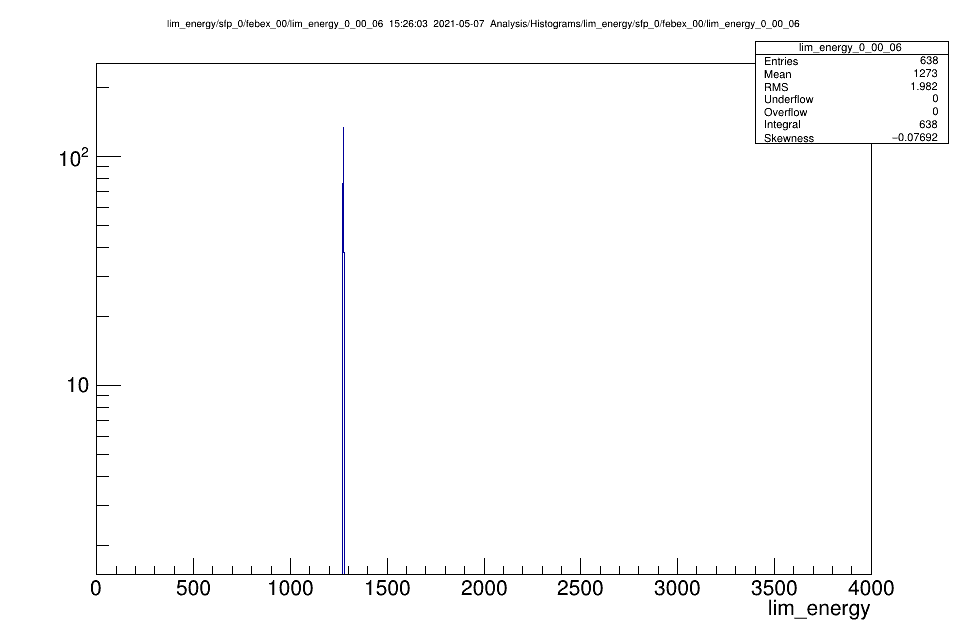 lim_energy/sfp_0/febex_00/lim_energy_0_00_06 15:26:03 2021-05-07 Analysis/Histograms/lim_energy/sfp_0/febex_00/lim_energy_0_00_06
lim_energy_0_00_06
Entries 638
Mean 1273
RMS 1.982
Underflow 0
Overflow 0
Integral 638
Skewness −0.07692
10²
10
0 500 1000 1500 2000 2500 3000 3500 4000
lim_energy